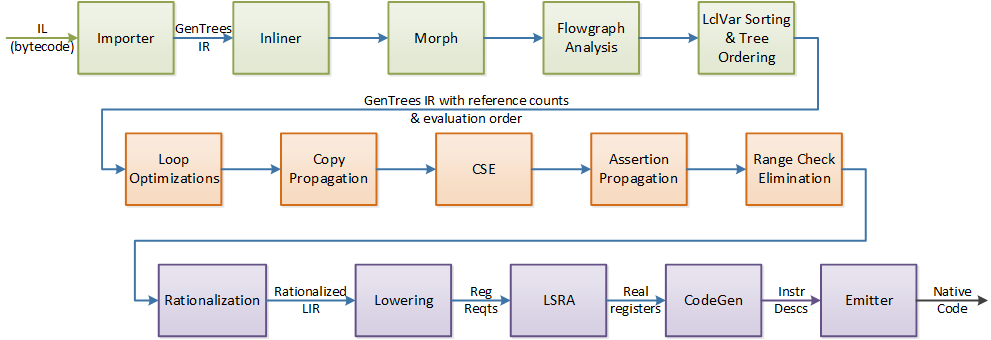 IL
(bytecode)
Importer
GenTrees
IR
Inliner
Morph
Flowgraph
Analysis
LclVar Sorting
& Tree
Ordering
GenTrees IR with reference counts
& evaluation order
Loop
Optimizations
Copy
Propagation
CSE
Assertion
Propagation
Range Check
Elimination
Rationalization
Rationalized
LIR
Lowering
Reg
Reqts
LSRA
Real
registers
CodeGen
Instr
Descs
Emitter
Native
Code